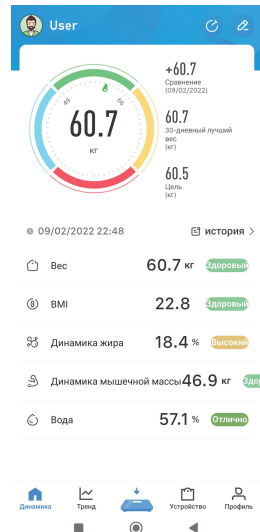 User
+60.7
Сравнение
(09/02/2022)
49
66
60.7
кг
60.7
30-дневный лучший
вес
(кг)
60.5
Цель
(кг)
09/02/2022 22:48
история
Вес 60.7 кг Здоровый
BMI 22.8 Здоровый
Динамика жира 18.4 % Высокий
Динамика мышечной массы 46.9 кг Здо
Вода 57.1 % Отлично
Динамика Тренд Устройство Профиль